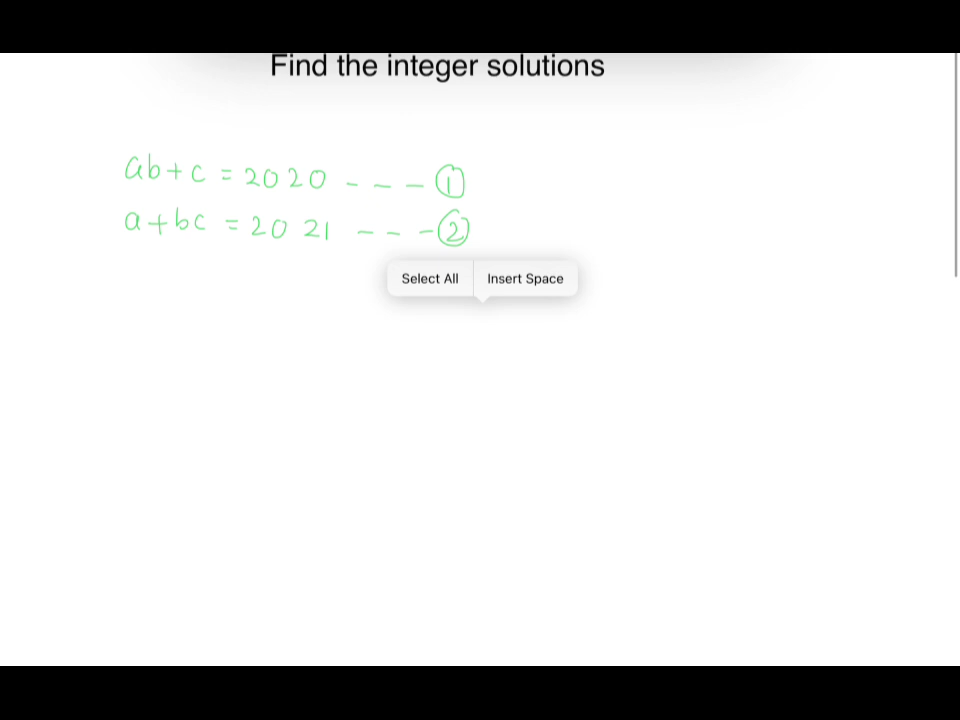 Find the integer solutions
ab + c = 2020 - - - ①
a + bc = 2021 - - - ②
Select All Insert Space